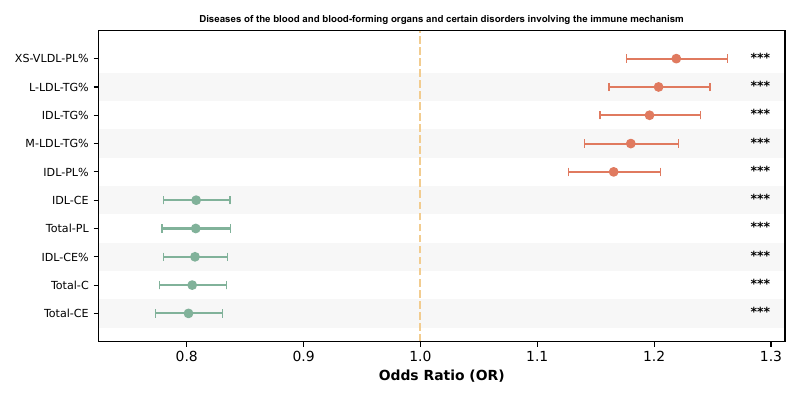 Diseases of the blood and blood-forming organs and certain disorders involving the immune mechanism
XS-VLDL-PL% ***
L-LDL-TG% ***
IDL-TG% ***
M-LDL-TG% ***
IDL-PL% ***
IDL-CE ***
Total-PL ***
IDL-CE% ***
Total-C ***
Total-CE ***
0.8 0.9 1.0 1.1 1.2 1.3
Odds Ratio (OR)